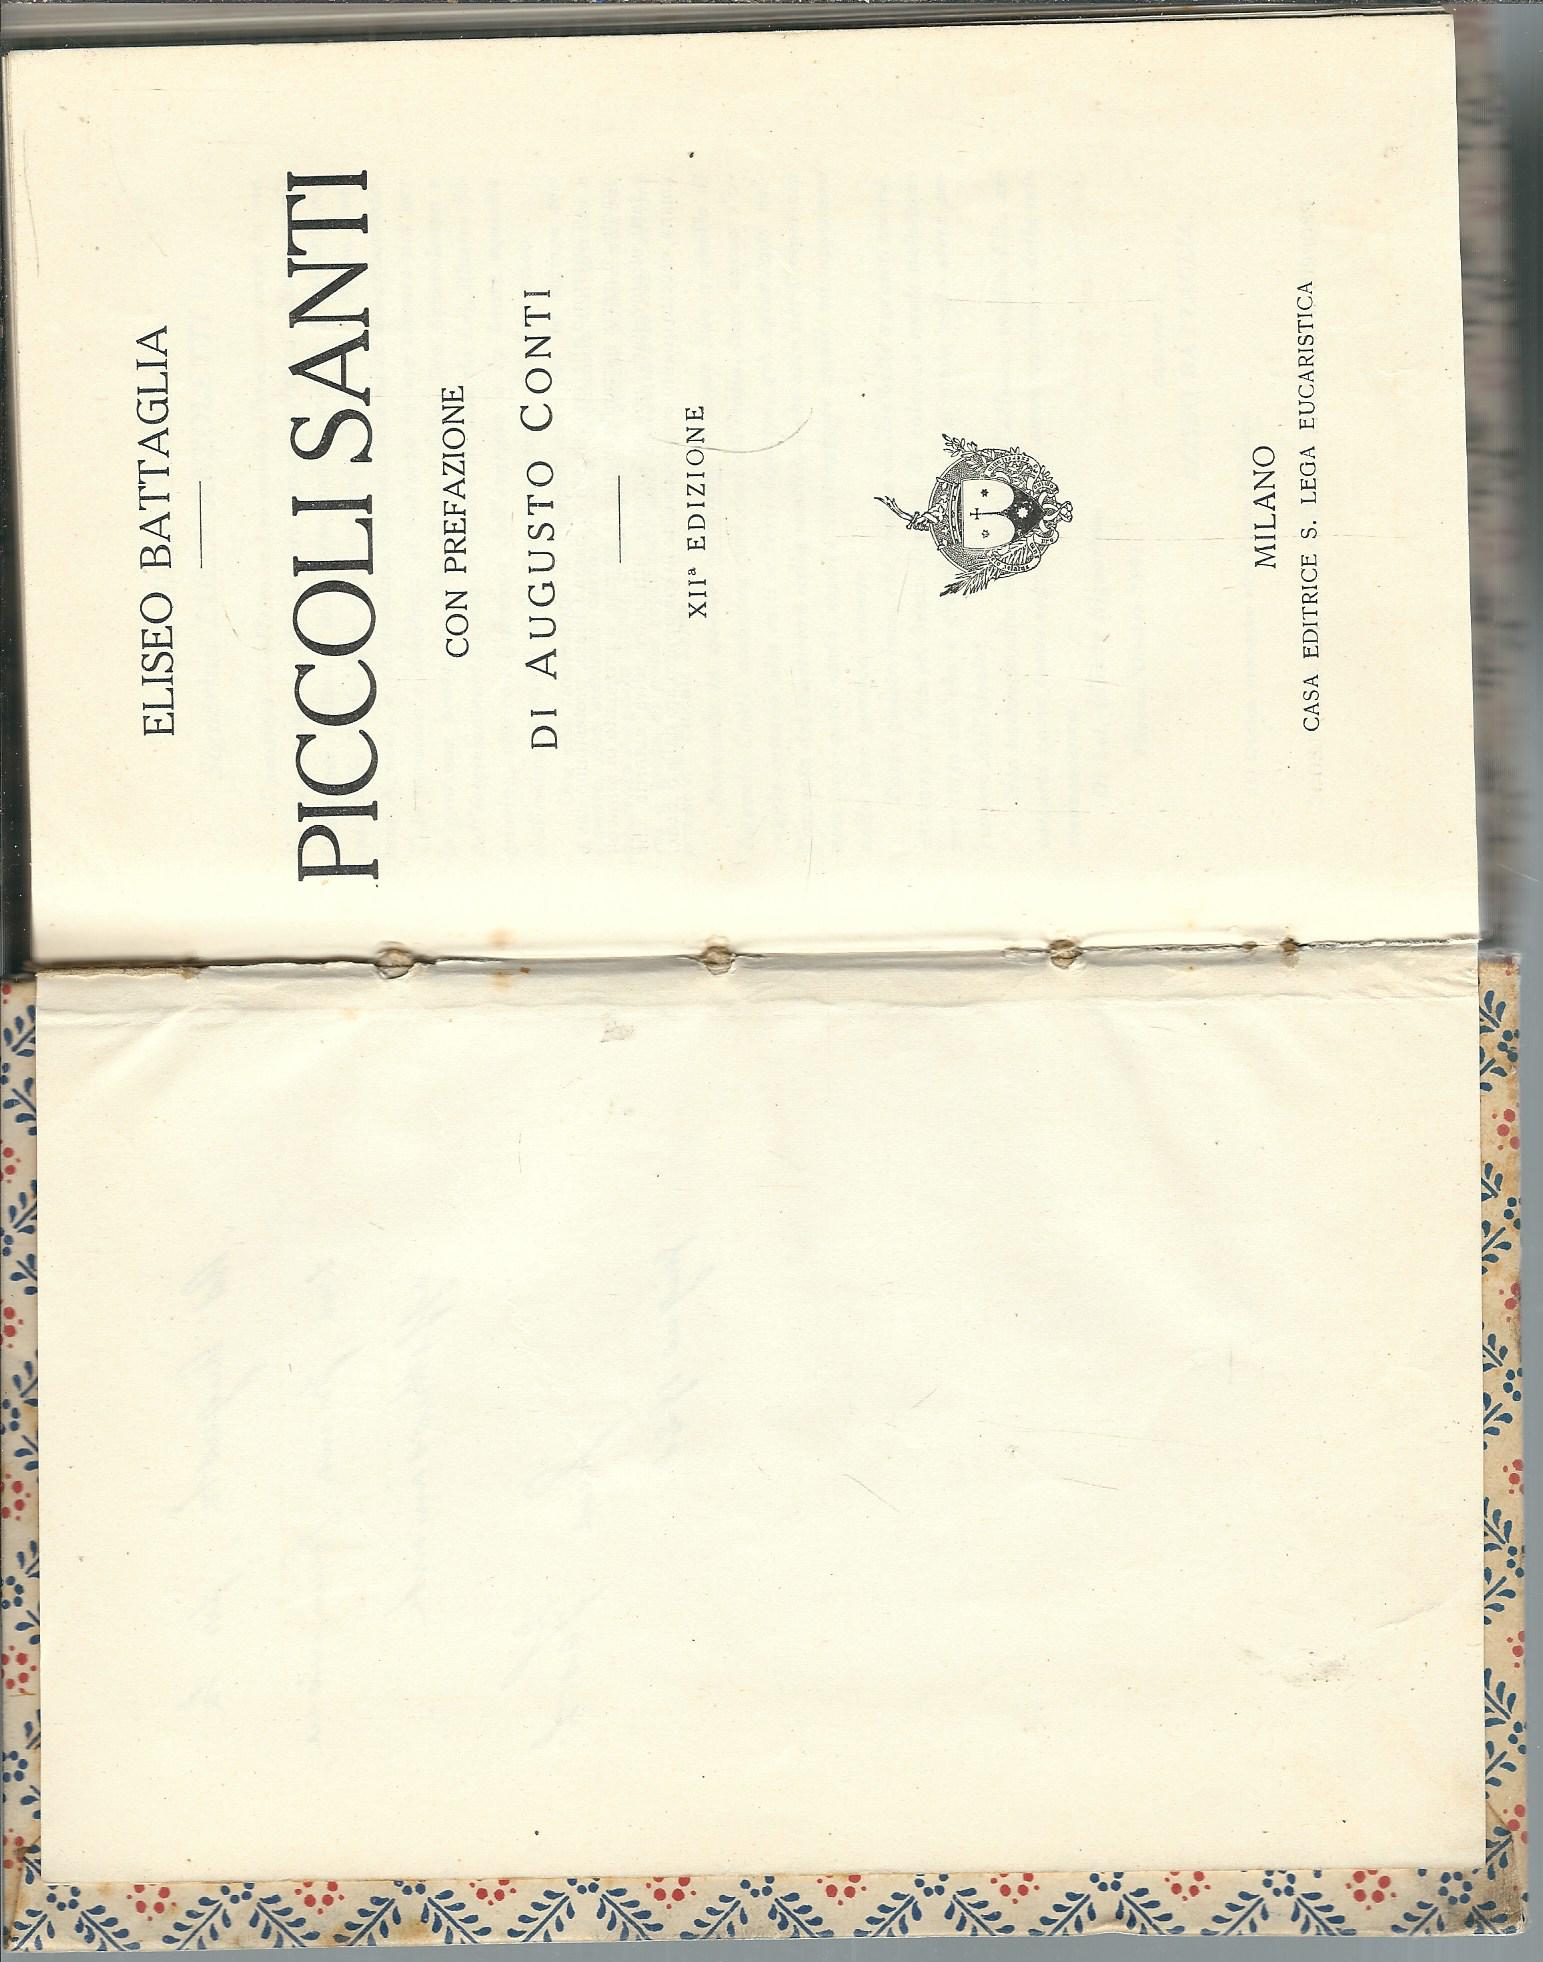 ELISEO BATTAGLIA
PICCOLI SANTI
CON PREFAZIONE
DI AUGUSTO CONTI
XIIª EDIZIONE
MILANO
CASA EDITRICE S. LEGA EUCARISTICA